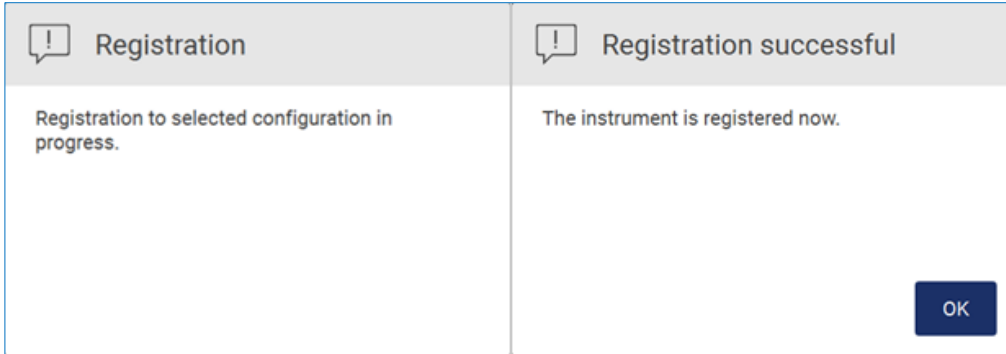 Registration
Registration to selected configuration in
progress.
Registration successful
The instrument is registered now.
OK